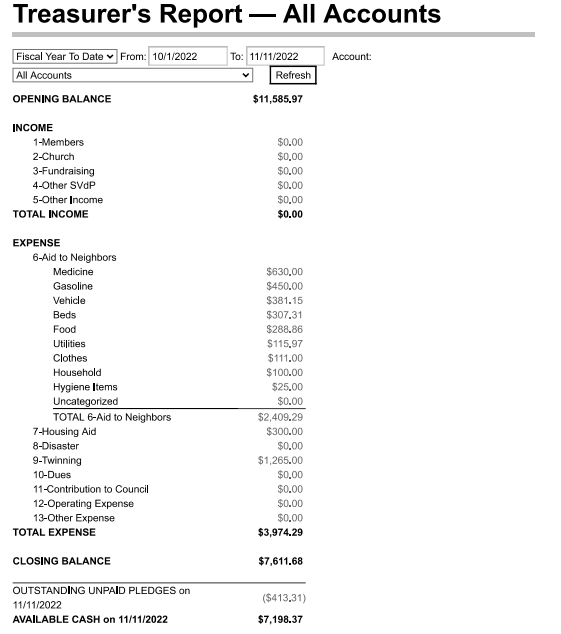 Treasurer's Report — All Accounts
Fiscal Year To Date From: 10/1/2022 To: 11/11/2022 Account:
All Accounts Refresh
OPENING BALANCE $11,585.97
INCOME
1-Members $0.00
2-Church $0.00
3-Fundraising $0.00
4-Other SVdP $0.00
5-Other Income $0.00
TOTAL INCOME $0.00
EXPENSE
6-Aid to Neighbors
Medicine $630.00
Gasoline $450.00
Vehicle $381.15
Beds $307.31
Food $288.86
Utilities $115.97
Clothes $111.00
Household $100.00
Hygiene Items $25.00
Uncategorized $0.00
TOTAL 6-Aid to Neighbors $2,409.29
7-Housing Aid $300.00
8-Disaster $0.00
9-Twinning $1,265.00
10-Dues $0.00
11-Contribution to Council $0.00
12-Operating Expense $0.00
13-Other Expense $0.00
TOTAL EXPENSE $3,974.29
CLOSING BALANCE $7,611.68
OUTSTANDING UNPAID PLEDGES on
11/11/2022 ($413.31)
AVAILABLE CASH on 11/11/2022 $7,198.37